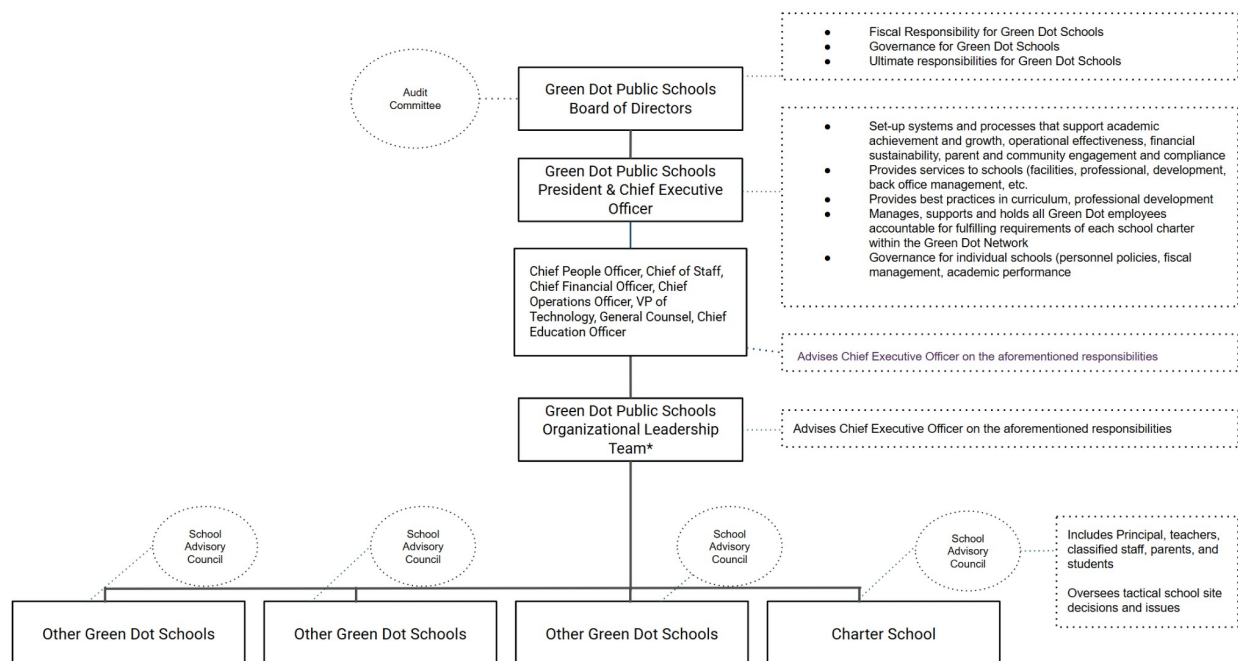 ● Fiscal Responsibility for Green Dot Schools
● Governance for Green Dot Schools
● Ultimate responsibilities for Green Dot Schools
Audit
Committee
Green Dot Public Schools
Board of Directors
● Set-up systems and processes that support academic
achievement and growth, operational effectiveness, financial
sustainability, parent and community engagement and compliance
● Provides services to schools (facilities, professional, development,
back office management, etc.
● Provides best practices in curriculum, professional development
● Manages, supports and holds all Green Dot employees
accountable for fulfilling requirements of each school charter
within the Green Dot Network
● Governance for individual schools (personnel policies, fiscal
management, academic performance
Green Dot Public Schools
President & Chief Executive
Officer
Chief People Officer, Chief of Staff,
Chief Financial Officer, Chief
Operations Officer, VP of
Technology, General Counsel, Chief
Education Officer
Advises Chief Executive Officer on the aforementioned responsibilities
Green Dot Public Schools
Organizational Leadership
Team*
Advises Chief Executive Officer on the aforementioned responsibilities
School
Advisory
Council
School
Advisory
Council
School
Advisory
Council
School
Advisory
Council
Includes Principal, teachers,
classified staff, parents, and
students
Oversees tactical school site
decisions and issues
Other Green Dot Schools
Other Green Dot Schools
Other Green Dot Schools
Charter School